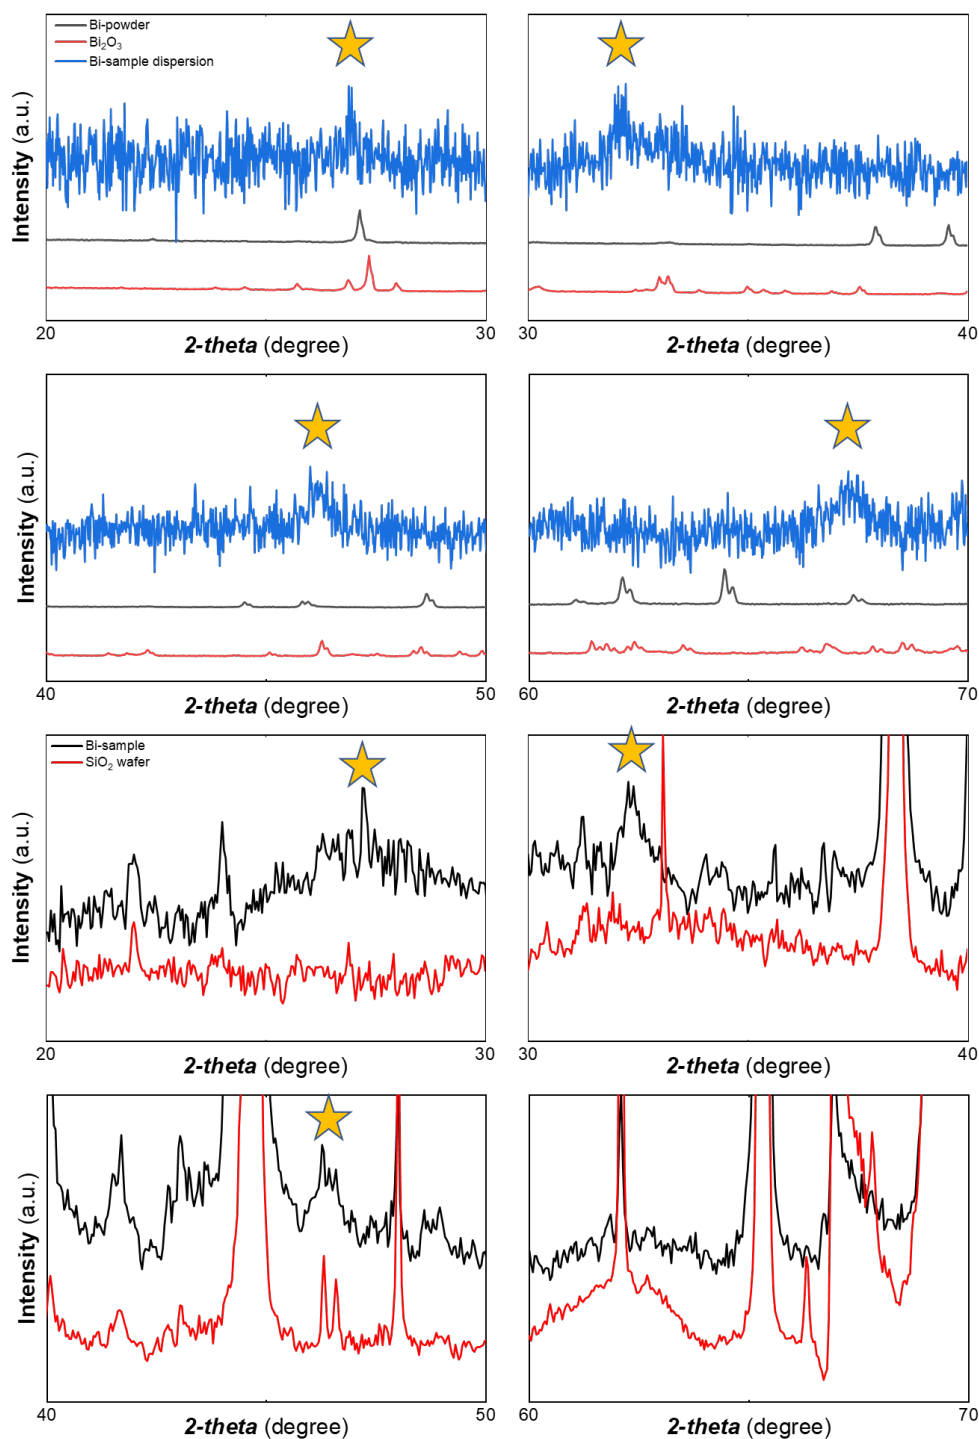 Bi-powder
Bi₂O₃
Bi-sample dispersion
Intensity (a.u.)
20 30
2-theta (degree)
30 40
2-theta (degree)
Intensity (a.u.)
40 50
2-theta (degree)
60 70
2-theta (degree)
Bi-sample
SiO₂ wafer
Intensity (a.u.)
20 30
2-theta (degree)
30 40
2-theta (degree)
Intensity (a.u.)
40 50
2-theta (degree)
60 70
2-theta (degree)